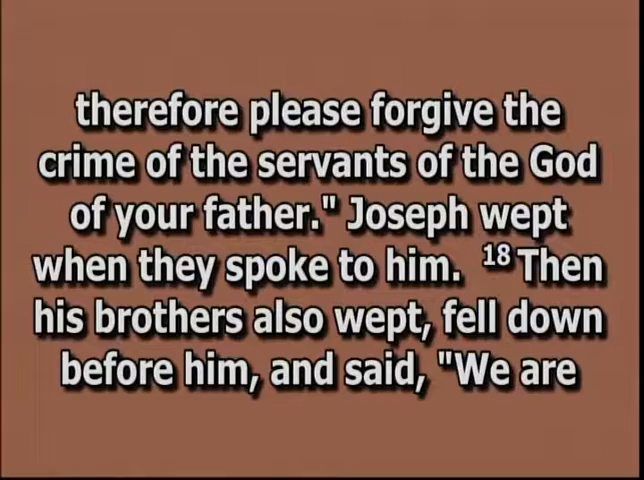 therefore please forgive the
crime of the servants of the God
of your father." Joseph wept
when they spoke to him. 18 Then
his brothers also wept, fell down
before him, and said, "We are